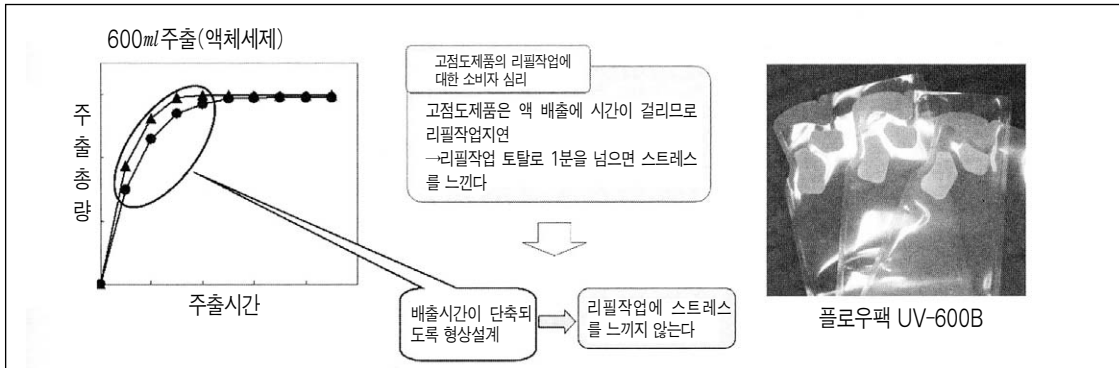 600ml 주출(액체세제)
주출총량
주출시간
고점도제품의 리필작업에
대한 소비자 심리
고점도제품은 액 배출에 시간이 걸리므로
리필작업지연
→리필작업 토탈로 1분을 넘으면 스트레스
를 느낀다
배출시간이 단축되
도록 형상설계
리필작업에 스트레스
를 느끼지 않는다
플로우팩 UV-600B